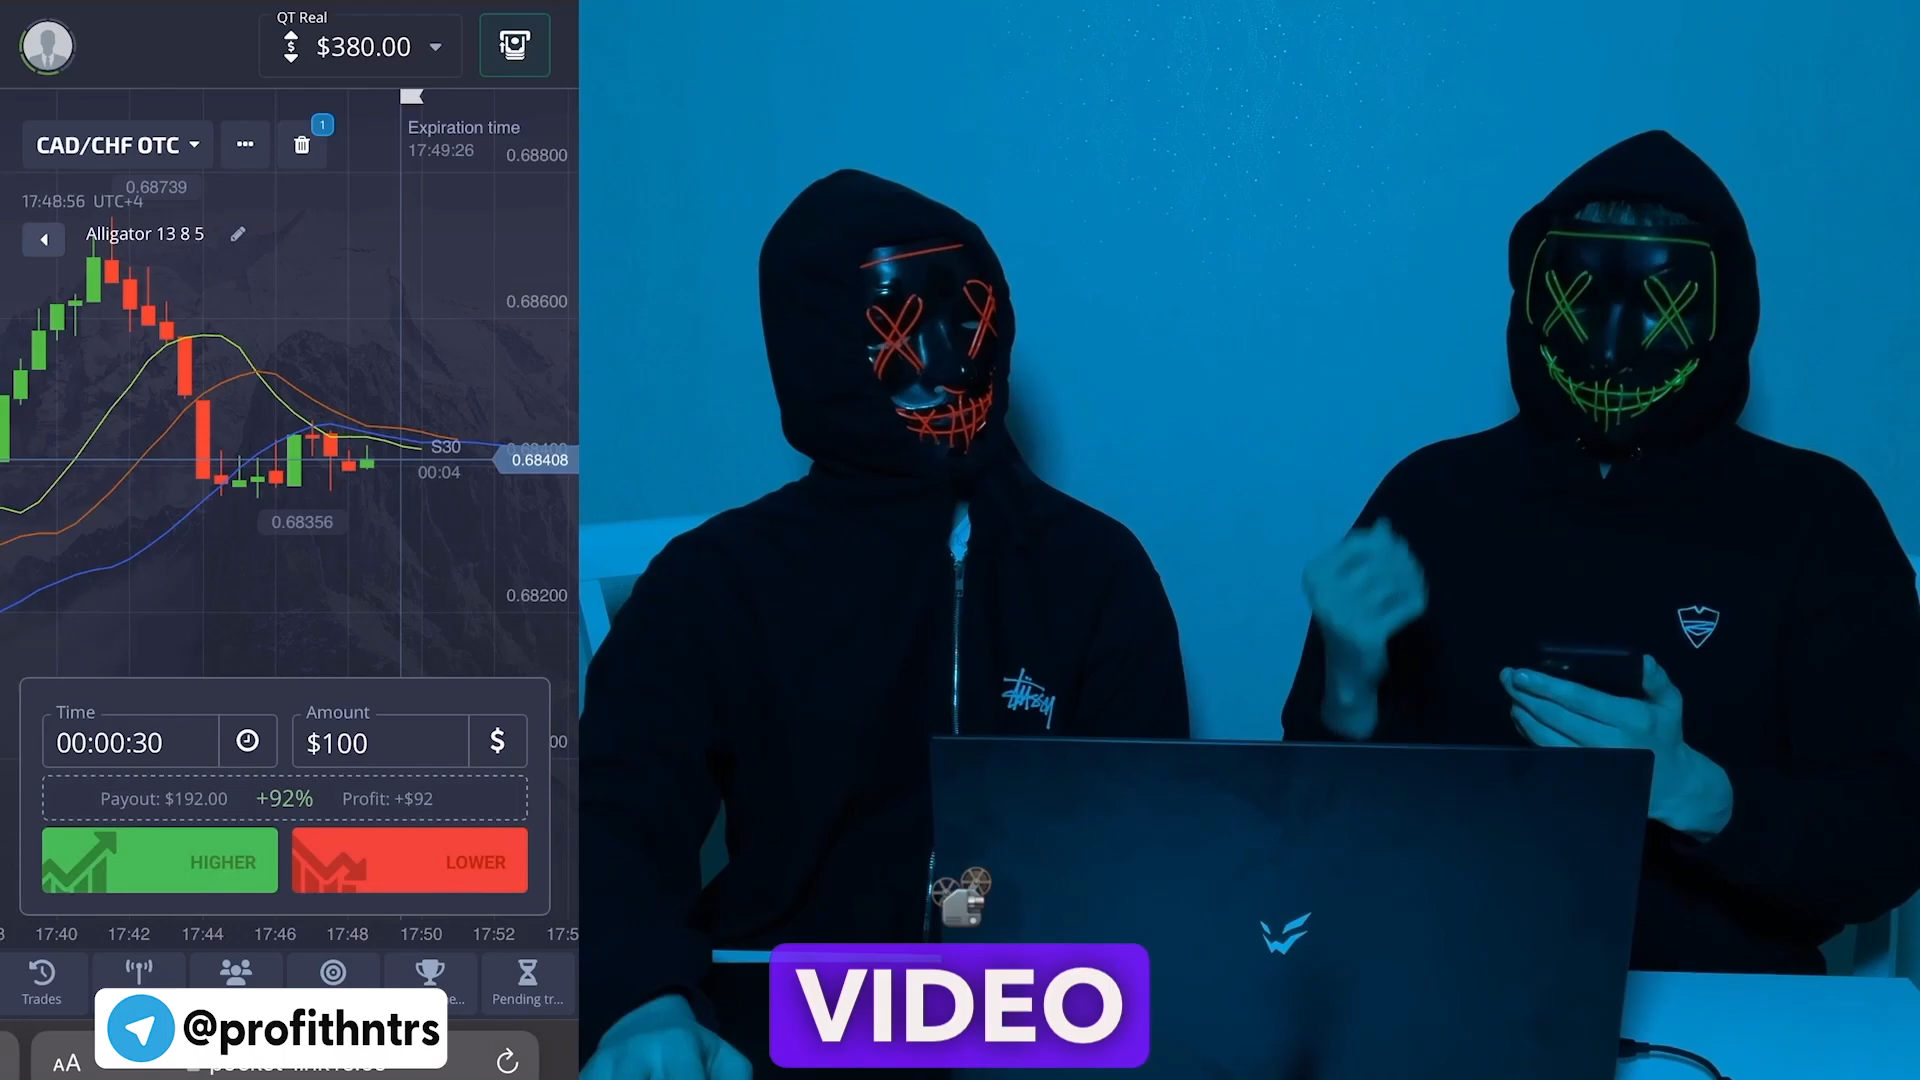 QT Real
$380.00
Expiration time
17:49:26
0.68800
CAD/CHF OTC
1
0.68739
17:48:56 UTC+4
Alligator 13 8 5
0.68600
S30
0.68408
00:04
0.68356
0.68200
Time
00:00:30
Amount
$100
$
00
Payout: $192.00
+92%
Profit: +$92
HIGHER
LOWER
17:40
17:42
17:44
17:46
17:48
17:50
17:52
17:5
Trades
Pending tr...
@profithntrs
AA
STÜSSY
VIDEO